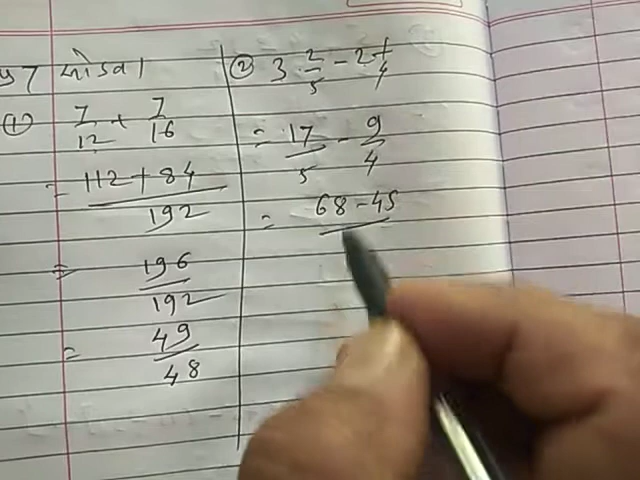 सोडवा।
(1) 7/12 + 7/16
= 112 + 84 / 192
= 196 / 192
= 49 / 48
(2) 3 2/5 - 2 1/4
= 17/5 - 9/4
= 68 - 45